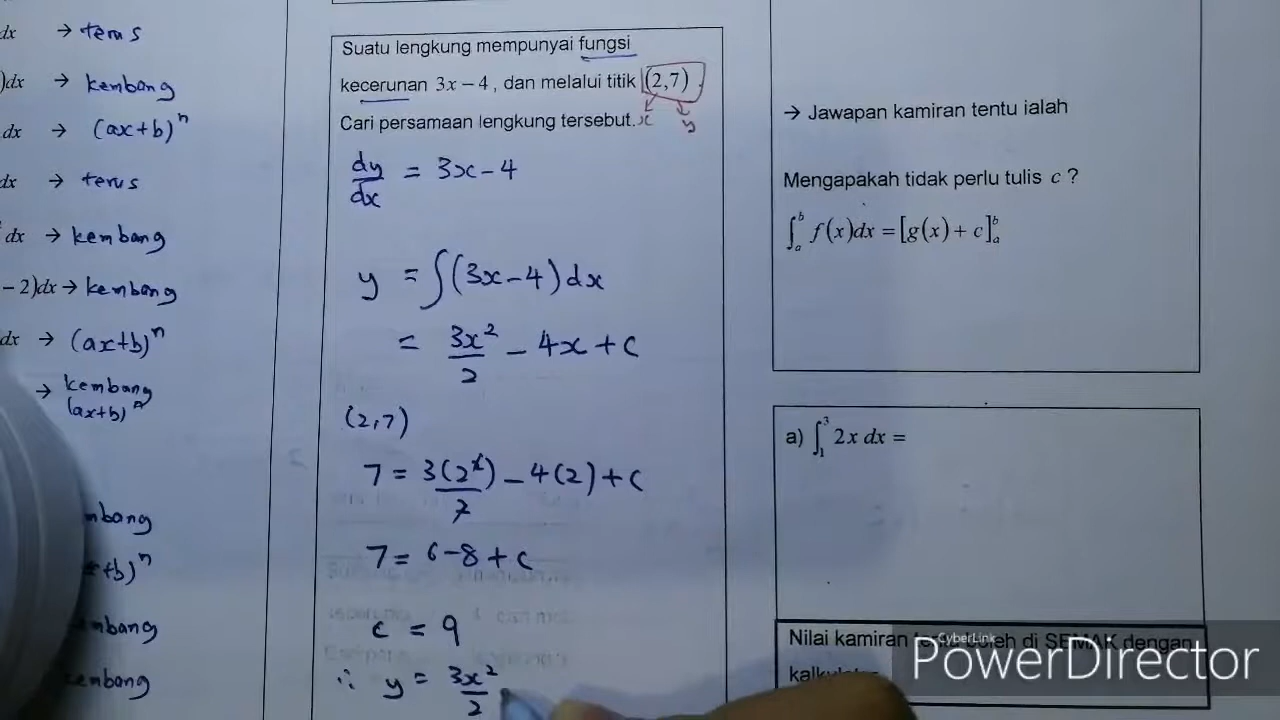 dx → terus
)dx → kembang
dx → (ax+b)ⁿ
dx → terus
dx → kembang
– 2)dx → kembang
dx → (ax+b)ⁿ
→ kembang
(ax+b)ⁿ
mbang
+b)ⁿ
mbang
embang
Suatu lengkung mempunyai fungsi
kecerunan 3x – 4 , dan melalui titik (2,7) .
Cari persamaan lengkung tersebut. x y
dy/dx = 3x – 4
y = ∫(3x – 4) dx
= 3x²/2 – 4x + c
(2,7)
7 = 3(2²)/2 – 4(2) + c
7 = 6 – 8 + c
c = 9
∴ y = 3x²/2
→ Jawapan kamiran tentu ialah
Mengapakah tidak perlu tulis c ?
∫ₐᵇ f(x)dx = [g(x) + c]ₐᵇ
a) ∫₁³ 2x dx =
Nilai kamiran boleh di SEMAK dengan
CyberLink
PowerDirector